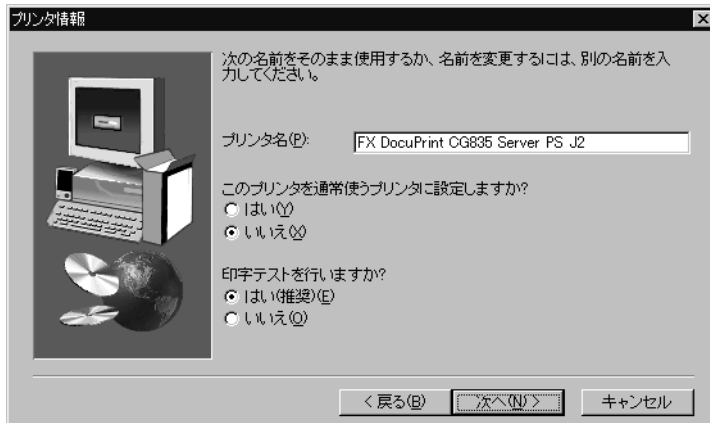 プリンタ情報
次の名前をそのまま使用するか、名前を変更するには、別の名前を入
力してください。
プリンタ名(P):
FX DocuPrint CG835 Server PS J2
このプリンタを通常使うプリンタに設定しますか?
はい(Y)
いいえ(X)
印字テストを行いますか?
はい(推奨)(E)
いいえ(O)
< 戻る(B)
次へ(N) >
キャンセル